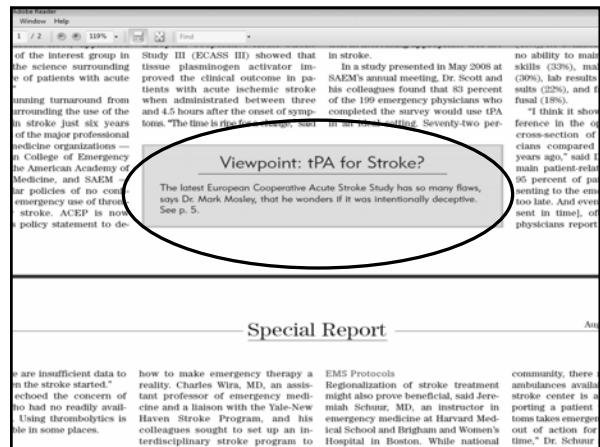 Adobe Reader
Window Help
1 / 2 119% Find
of the interest group in
the science surrounding
e of patients with acute
unning turnaround from
urrounding the use of the
n stroke just six years
of the major professional
medicine organizations —
n College of Emergency
he American Academy of
Medicine, and SAEM —
lar policies of no conf-
emergency use of throm-
stroke. ACEP is now
s policy statement to de-
Study III (ECASS III) showed that
tissue plasminogen activator im-
proved the clinical outcome in pa-
tients with acute ischemic stroke
when administered between three
and 4.5 hours after the onset of symp-
toms. "The time is ripe for a change, said
in stroke.
In a study presented in May 2008 at
SAEM's annual meeting, Dr. Scott and
his colleagues found that 83 percent
of the 199 emergency physicians who
completed the survey would use tPA
in an ideal setting. Seventy-two per-
no ability to main
skills (33%), mal
(30%), lab results
sults (22%), and f
fusal (18%).
"I think it show
ference in the op
cross-section of
cians compared
years ago," said D
main patient-relat
95 percent of pa
senting to the em
too late. And even
sent in time], of
physicians report
Viewpoint: tPA for Stroke?
The latest European Cooperative Acute Stroke Study has so many flaws,
says Dr. Mark Mosley, that he wonders if it was intentionally deceptive.
See p. 5.
Special Report
Au
e are insufficient data to
en the stroke started."
echoed the concern of
ho had no readily avail-
Using thrombolytics is
ble in some places.
how to make emergency therapy a
reality. Charles Wira, MD, an assis-
tant professor of emergency medi-
cine and a liaison with the Yale-New
Haven Stroke Program, and his
colleagues sought to set up an in-
terdisciplinary stroke program to
EMS Protocols
Regionalization of stroke treatment
might also prove beneficial, said Jere-
miah Schuur, MD, an instructor in
emergency medicine at Harvard Med-
ical School and Brigham and Women's
Hospital in Boston. While national
community, there
ambulances availa
stroke center is a
porting a patient
toms takes emergen
out of action for
time," Dr. Schuur